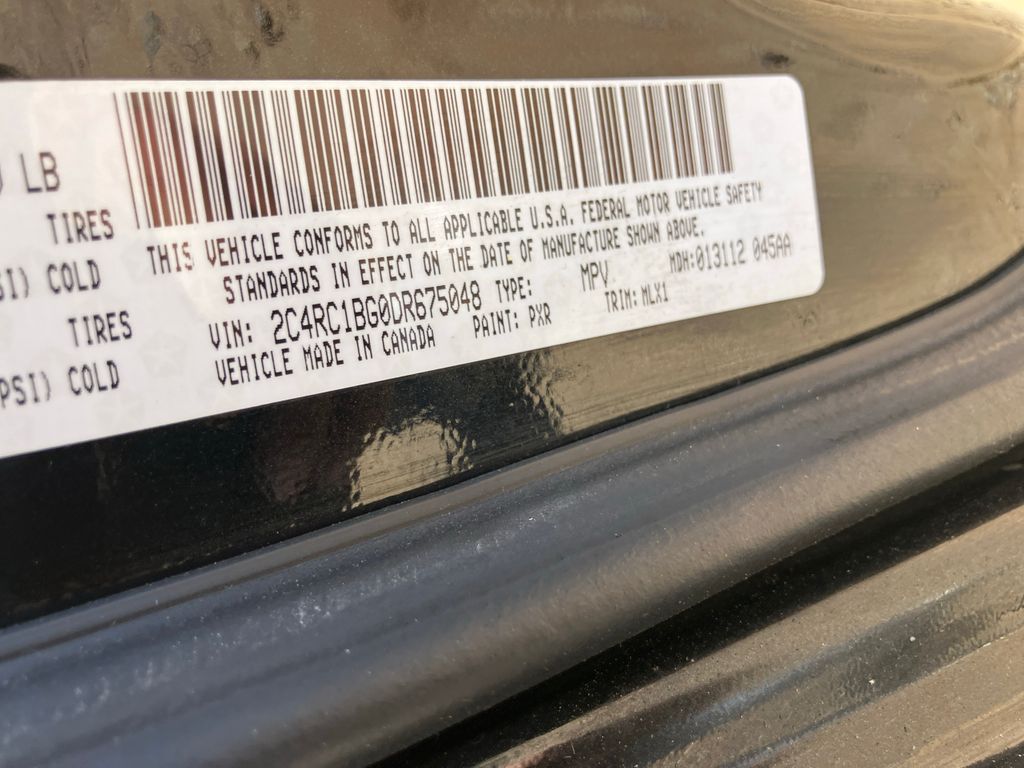 LB
TIRES
COLD
TIRES
PSI) COLD
THIS VEHICLE CONFORMS TO ALL APPLICABLE U.S.A. FEDERAL MOTOR VEHICLE SAFETY
STANDARDS IN EFFECT ON THE DATE OF MANUFACTURE SHOWN ABOVE.
VIN: 2C4RC1BG0DR675048 TYPE: MPV MDH:013112 045AA
VEHICLE MADE IN CANADA PAINT: PXR TRIM: MLX1